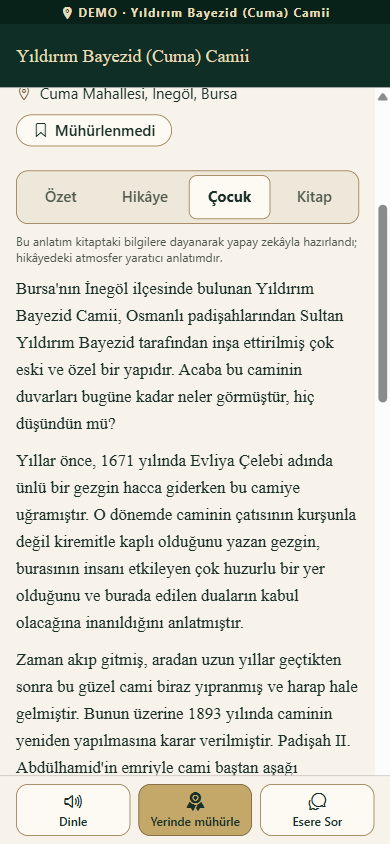 DEMO · Yıldırım Bayezid (Cuma) Camii
Yıldırım Bayezid (Cuma) Camii
Cuma Mahallesi, İnegöl, Bursa
Mühürlenmedi
Özet Hikâye Çocuk Kitap
Bu anlatım kitaptaki bilgilere dayanarak yapay zekâyla hazırlandı;
hikâyedeki atmosfer yaratıcı anlatımdır.
Bursa'nın İnegöl ilçesinde bulunan Yıldırım
Bayezid Camii, Osmanlı padişahlarından Sultan
Yıldırım Bayezid tarafından inşa ettirilmiş çok
eski ve özel bir yapıdır. Acaba bu caminin
duvarları bugüne kadar neler görmüştür, hiç
düşündün mü?
Yıllar önce, 1671 yılında Evliya Çelebi adında
ünlü bir gezgin hacca giderken bu camiye
uğramıştır. O dönemde caminin çatısının kurşunla
değil kiremitle kaplı olduğunu yazan gezgin,
burasının insanı etkileyen çok huzurlu bir yer
olduğunu ve burada edilen duaların kabul
olacağına inanıldığını anlatmıştır.
Zaman akıp gitmiş, aradan uzun yıllar geçtikten
sonra bu güzel cami biraz yıpranmış ve harap hale
gelmiştir. Bunun üzerine 1893 yılında caminin
yeniden yapılmasına karar verilmiştir. Padişah II.
Abdülhamid'in emriyle cami baştan aşağı
Dinle Yerinde mühürle Esere Sor